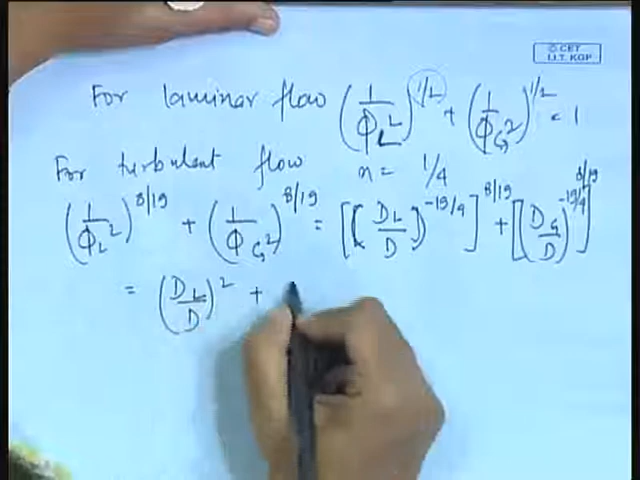 © CET
I.I.T. KGP
For laminar flow (1/Φ_L²)^{1/2} + (1/Φ_G²)^{1/2} = 1
For turbulent flow n = 1/4
(1/Φ_L²)^{8/19} + (1/Φ_G²)^{8/19} = [(D_L/D)^{-19/4}]^{8/19} + [(D_G/D)^{-19/4}]^{8/19}
= (D_L/D)² +